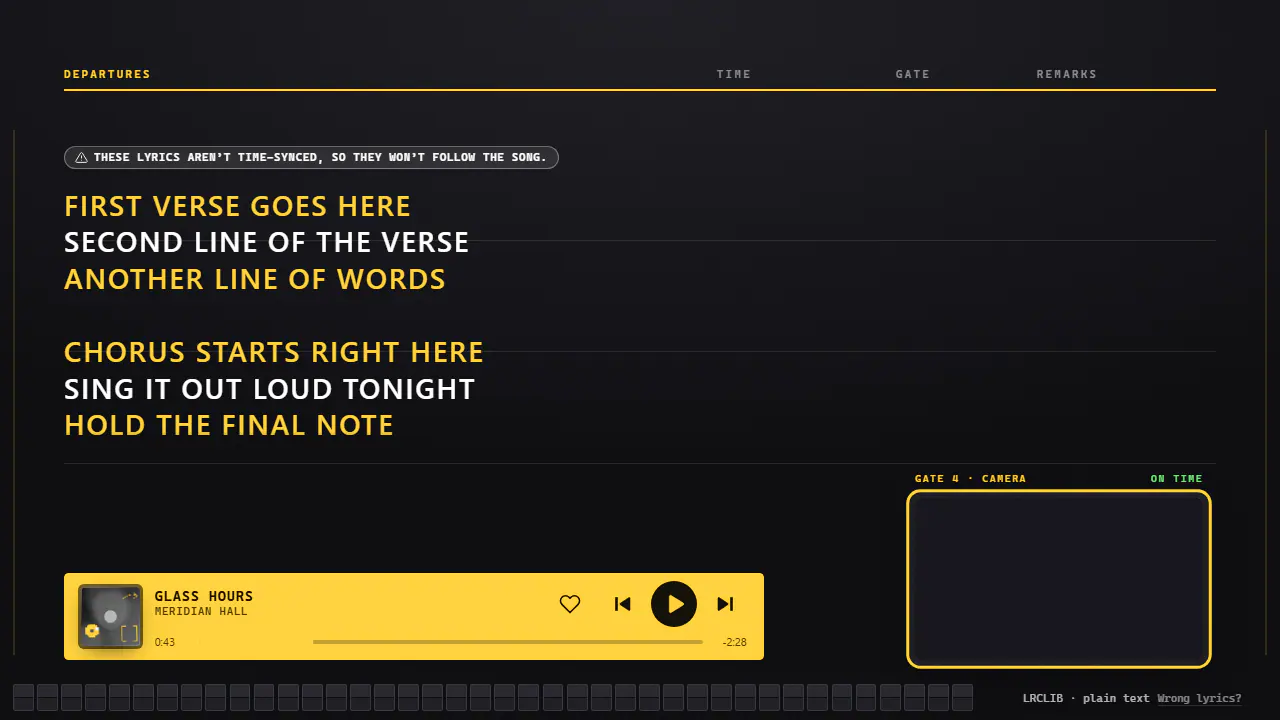 DEPARTURES TIME GATE REMARKS
THESE LYRICS AREN’T TIME–SYNCED, SO THEY WON’T FOLLOW THE SONG.
FIRST VERSE GOES HERE
SECOND LINE OF THE VERSE
ANOTHER LINE OF WORDS
CHORUS STARTS RIGHT HERE
SING IT OUT LOUD TONIGHT
HOLD THE FINAL NOTE
GATE 4 · CAMERA ON TIME
GLASS HOURS
MERIDIAN HALL
0:43 -2:28
LRCLIB · plain text Wrong lyrics?